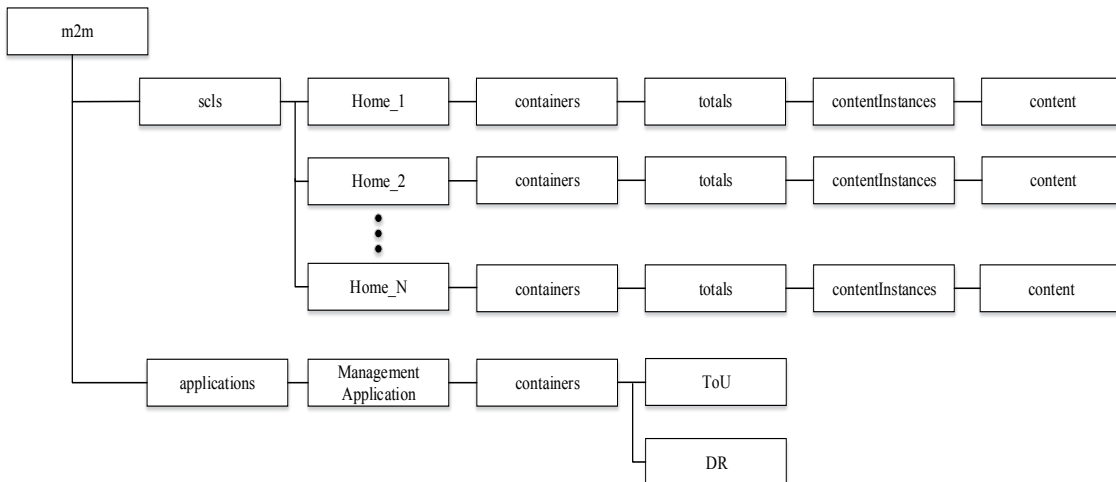 m2m
scls
Home_1
containers
totals
contentInstances
content
Home_2
containers
totals
contentInstances
content
Home_N
containers
totals
contentInstances
content
applications
Management
Application
containers
ToU
DR